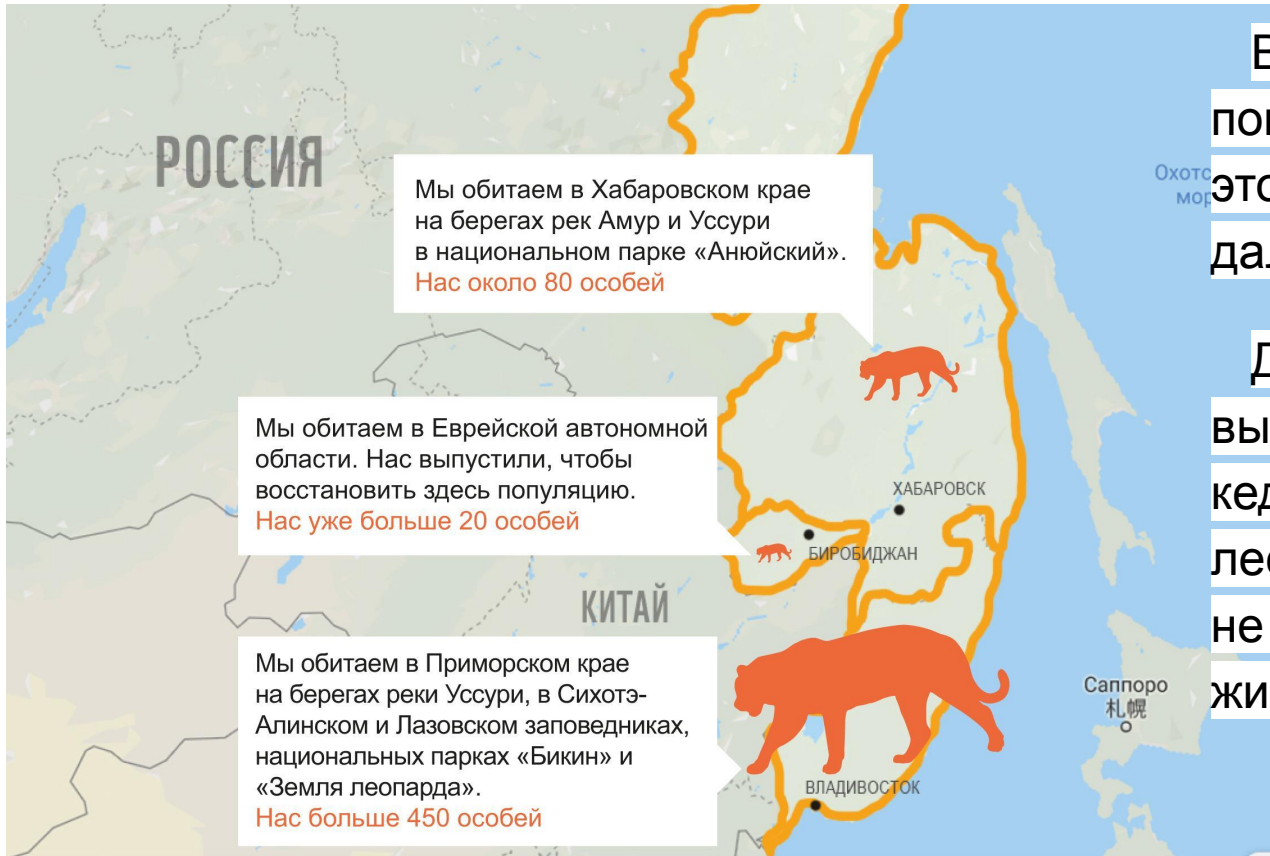 РОССИЯ
Мы обитаем в Хабаровском крае
на берегах рек Амур и Уссури
в национальном парке «Анюйский».
Нас около 80 особей
Мы обитаем в Еврейской автономной
области. Нас выпустили, чтобы
восстановить здесь популяцию.
Нас уже больше 20 особей
ХАБАРОВСК
БИРОБИДЖАН
КИТАЙ
Мы обитаем в Приморском крае
на берегах реки Уссури, в Сихотэ-
Алинском и Лазовском заповедниках,
национальных парках «Бикин» и
«Земля леопарда».
Нас больше 450 особей
ВЛАДИВОСТОК
Саппоро
札幌
не